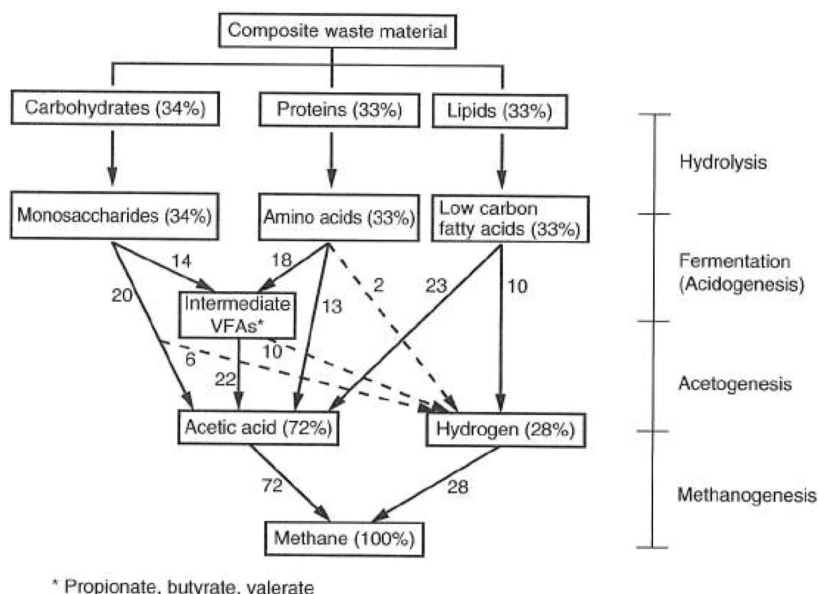 Composite waste material
Carbohydrates (34%)
Proteins (33%)
Lipids (33%)
Hydrolysis
Monosaccharides (34%)
Amino acids (33%)
Low carbon
fatty acids (33%)
14
18
2
23
10
Fermentation
(Acidogenesis)
20
Intermediate
VFAs*
13
6
10
22
Acetogenesis
Acetic acid (72%)
Hydrogen (28%)
72
28
Methanogenesis
Methane (100%)
* Propionate, butyrate, valerate